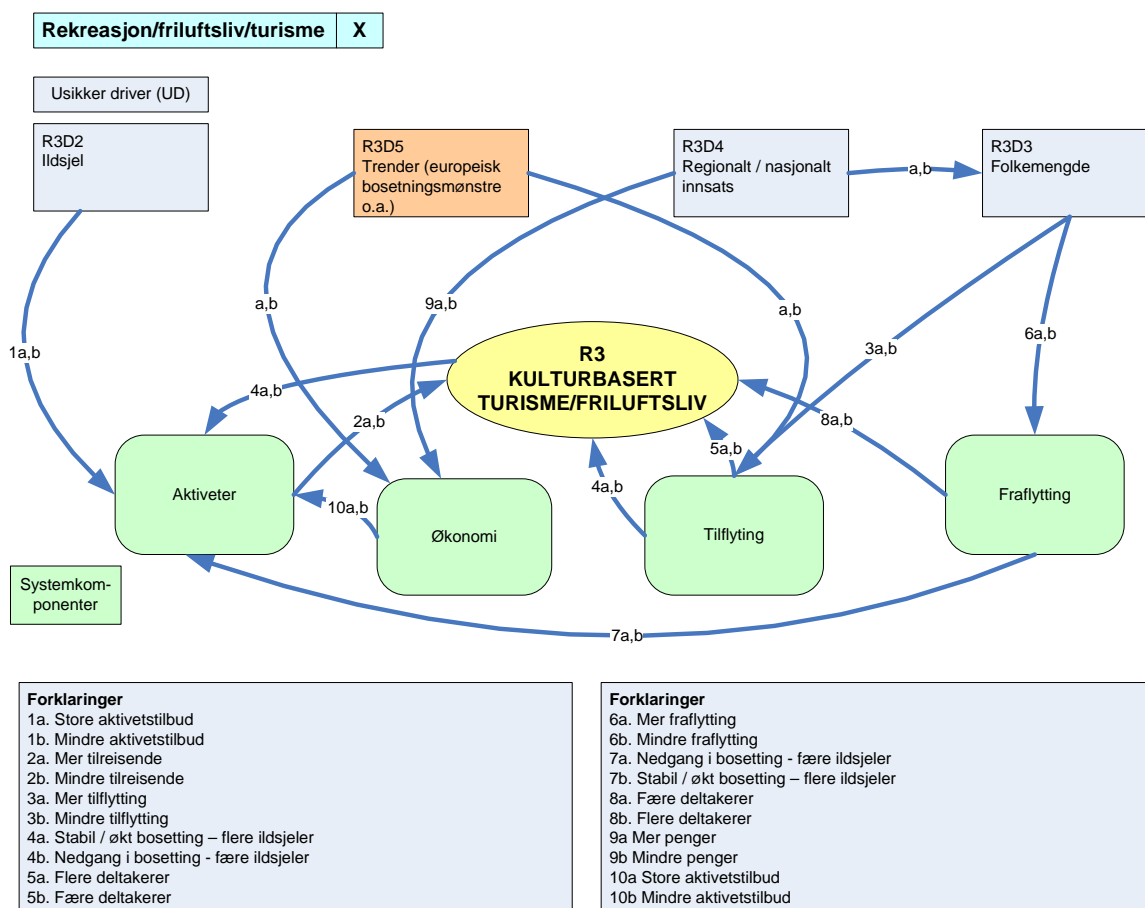 Rekreasjon/friluftsliv/turisme X
Usikker driver (UD)
R3D2
Ildsjel
R3D5
Trender (europeisk
bosetningsmønstre
o.a.)
R3D4
Regionalt / nasjonalt
innsats
R3D3
Folkemengde
a,b
a,b
9a,b
a,b
1a,b
3a,b
6a,b
R3
KULTURBASERT
TURISME/FRILUFTSLIV
4a,b
2a,b
8a,b
5a,b
4a,b
10a,b
Aktiveter
Økonomi
Tilflyting
Fraflytting
Systemkom-
ponenter
7a,b
Forklaringer
1a. Store aktivetstilbud
1b. Mindre aktivetstilbud
2a. Mer tilreisende
2b. Mindre tilreisende
3a. Mer tilflytting
3b. Mindre tilflytting
4a. Stabil / økt bosetting – flere ildsjeler
4b. Nedgang i bosetting - fære ildsjeler
5a. Flere deltakerer
5b. Fære deltakerer
Forklaringer
6a. Mer fraflytting
6b. Mindre fraflytting
7a. Nedgang i bosetting - fære ildsjeler
7b. Stabil / økt bosetting – flere ildsjeler
8a. Fære deltakerer
8b. Flere deltakerer
9a Mer penger
9b Mindre penger
10a Store aktivetstilbud
10b Mindre aktivetstilbud